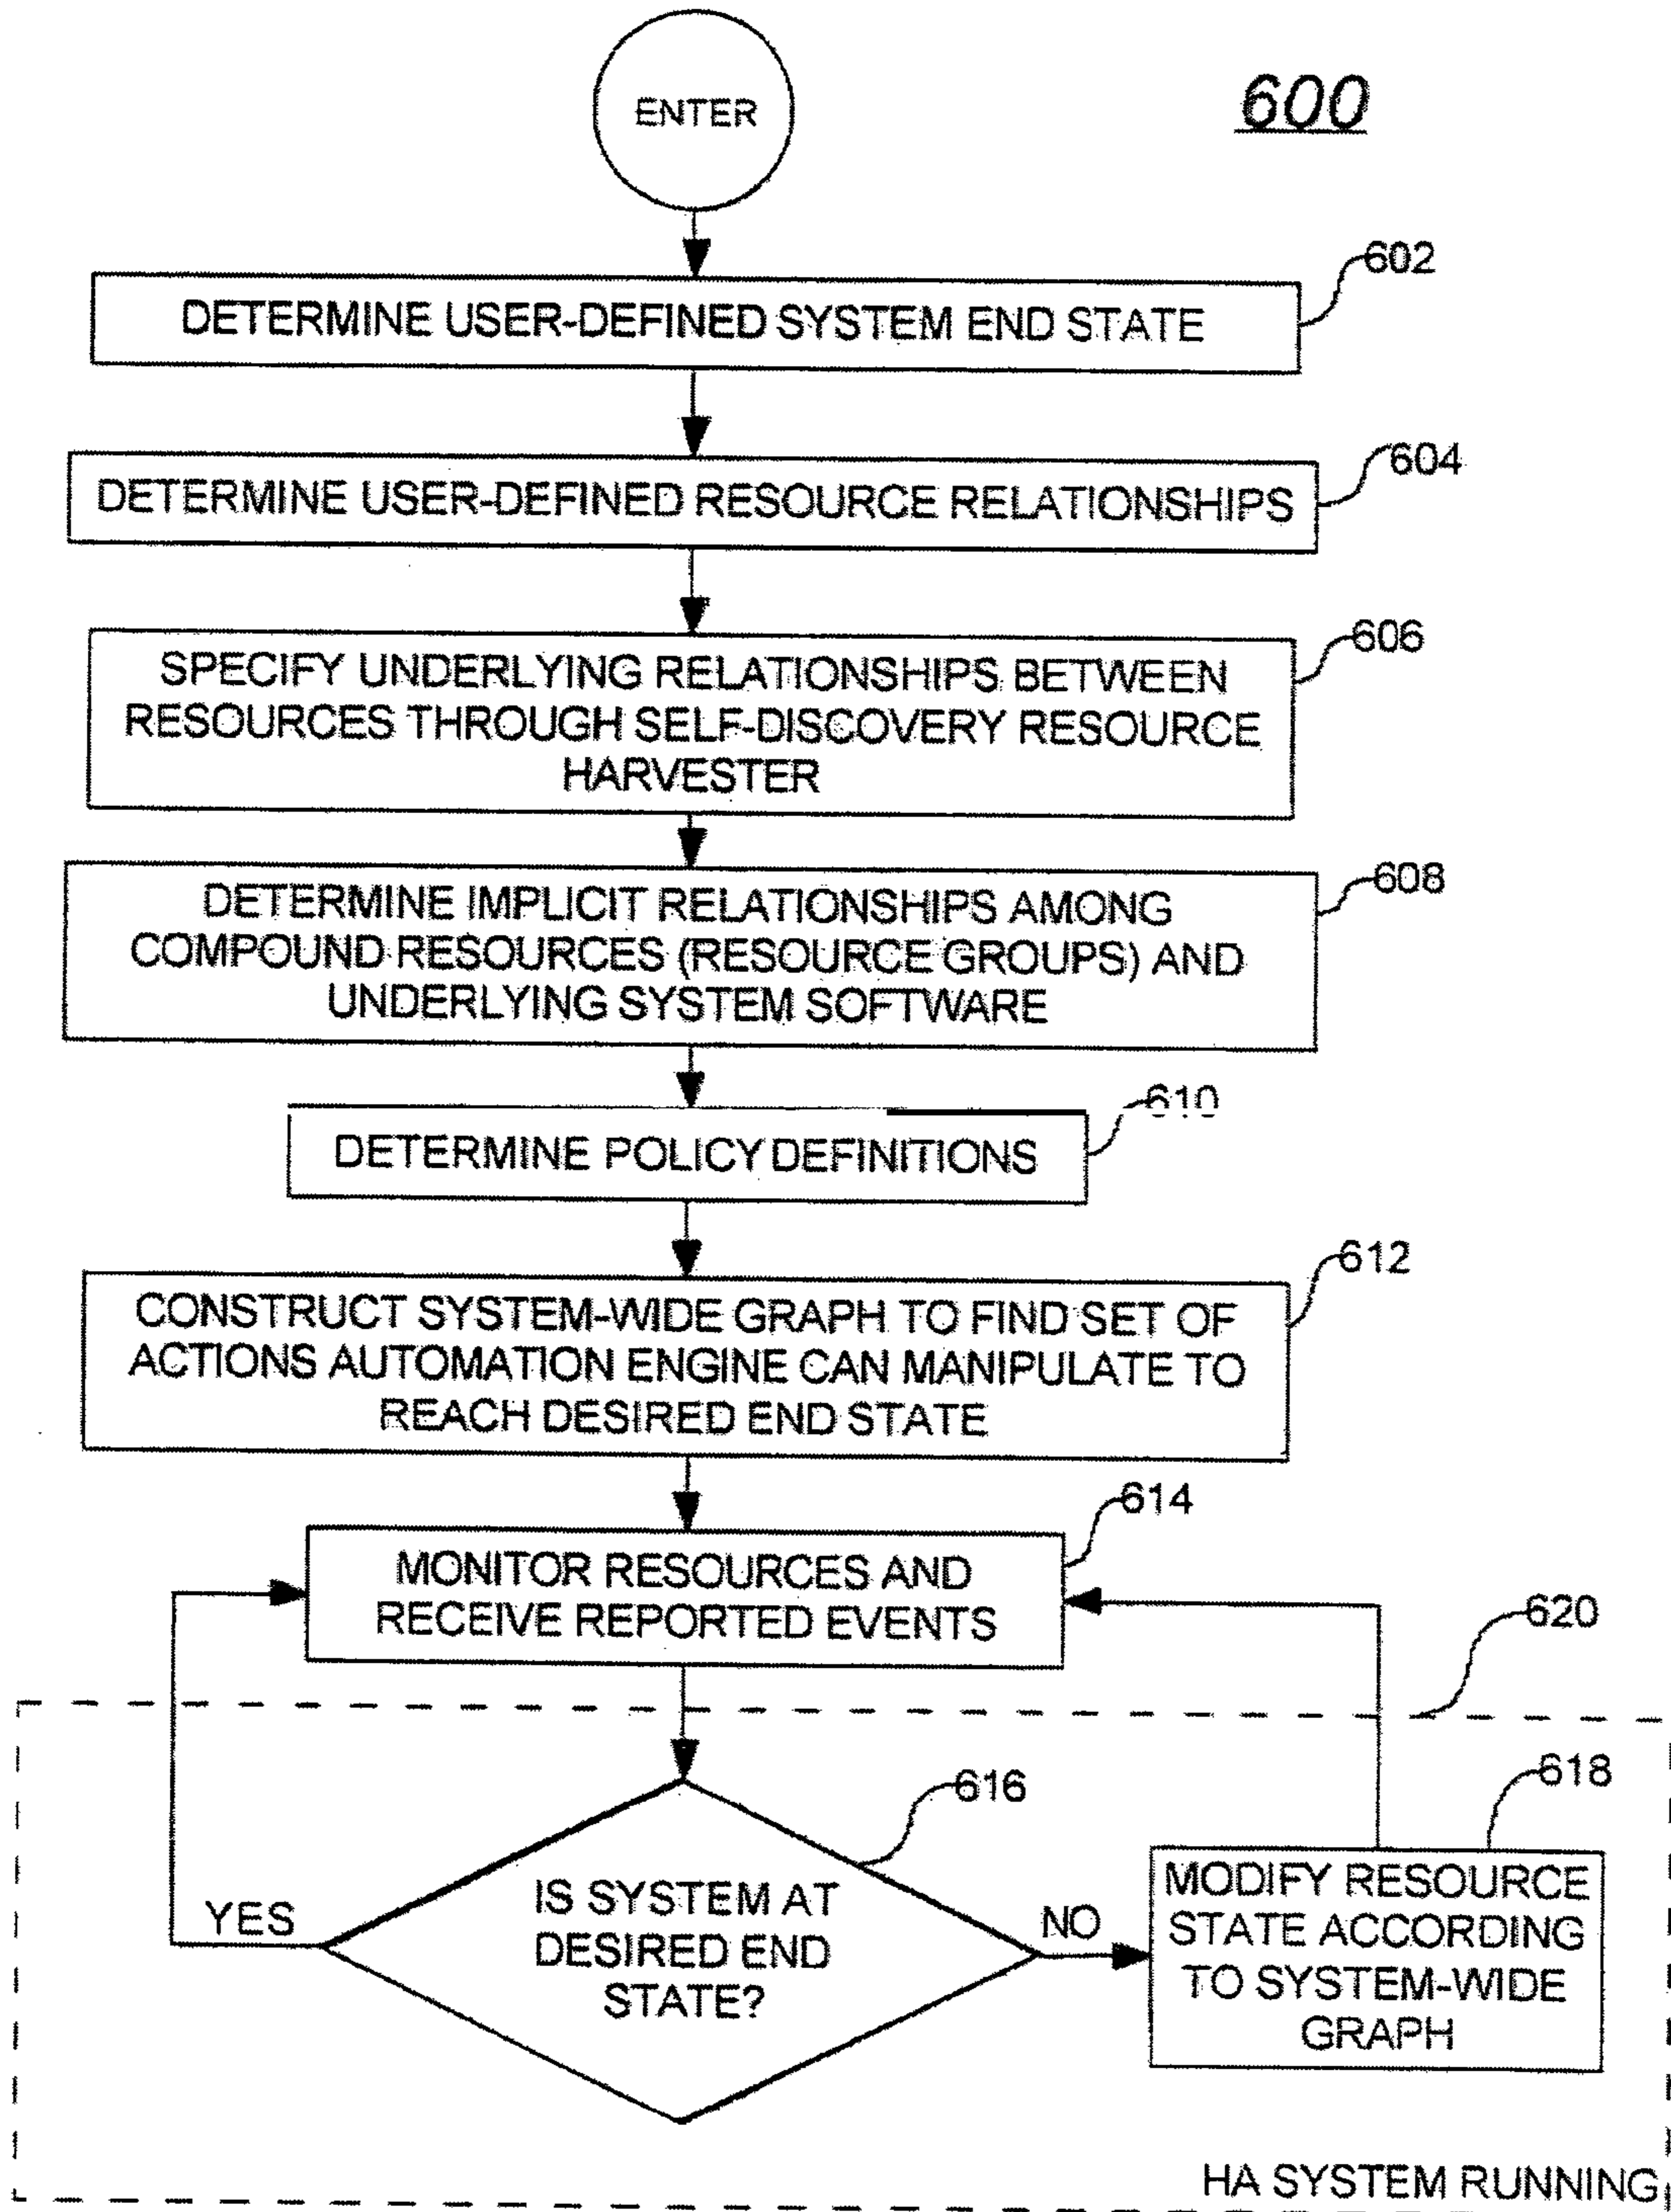 ENTER
600
602
DETERMINE USER-DEFINED SYSTEM END STATE
604
DETERMINE USER-DEFINED RESOURCE RELATIONSHIPS
606
SPECIFY UNDERLYING RELATIONSHIPS BETWEEN
RESOURCES THROUGH SELF-DISCOVERY RESOURCE
HARVESTER
608
DETERMINE IMPLICIT RELATIONSHIPS AMONG
COMPOUND RESOURCES (RESOURCE GROUPS) AND
UNDERLYING SYSTEM SOFTWARE
610
DETERMINE POLICY DEFINITIONS
612
CONSTRUCT SYSTEM-WIDE GRAPH TO FIND SET OF
ACTIONS AUTOMATION ENGINE CAN MANIPULATE TO
REACH DESIRED END STATE
614
MONITOR RESOURCES AND
RECEIVE REPORTED EVENTS
620
616
618
IS SYSTEM AT
DESIRED END
STATE?
YES
NO
MODIFY RESOURCE
STATE ACCORDING
TO SYSTEM-WIDE
GRAPH
HA SYSTEM RUNNING